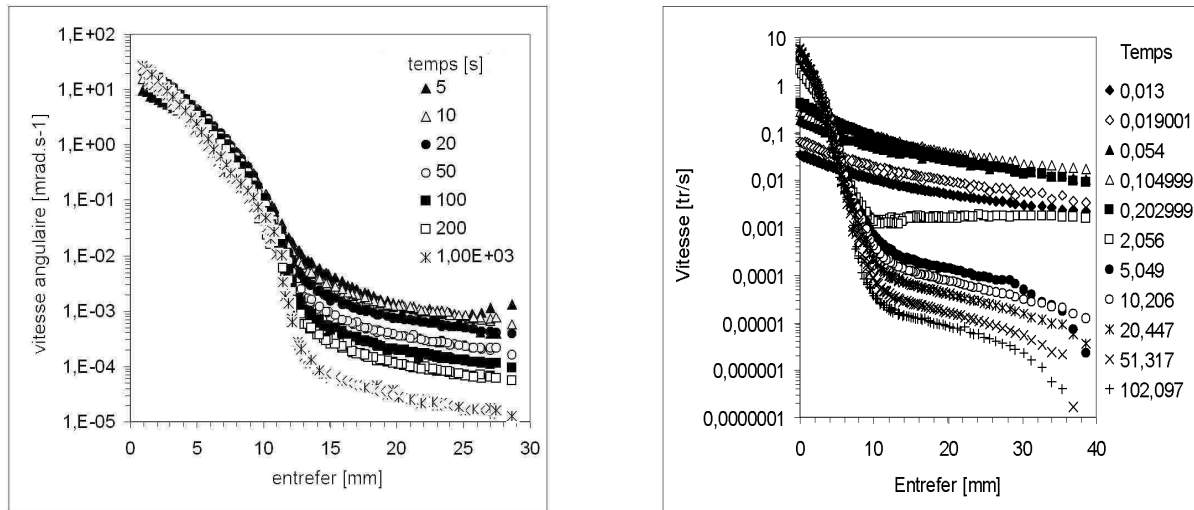 1,E+02
1,E+01
1,E+00
1,E-01
1,E-02
1,E-03
1,E-04
1,E-05
vitesse angulaire [mrad.s-1]
0 5 10 15 20 25 30
entrefer [mm]
temps [s]
5
10
20
50
100
200
1,00E+03
10
1
0,1
0,01
0,001
0,0001
0,00001
0,000001
0,0000001
Vitesse [tr/s]
0 10 20 30 40
Entrefer [mm]
Temps
0,013
0,019001
0,054
0,104999
0,202999
2,056
5,049
10,206
20,447
51,317
102,097